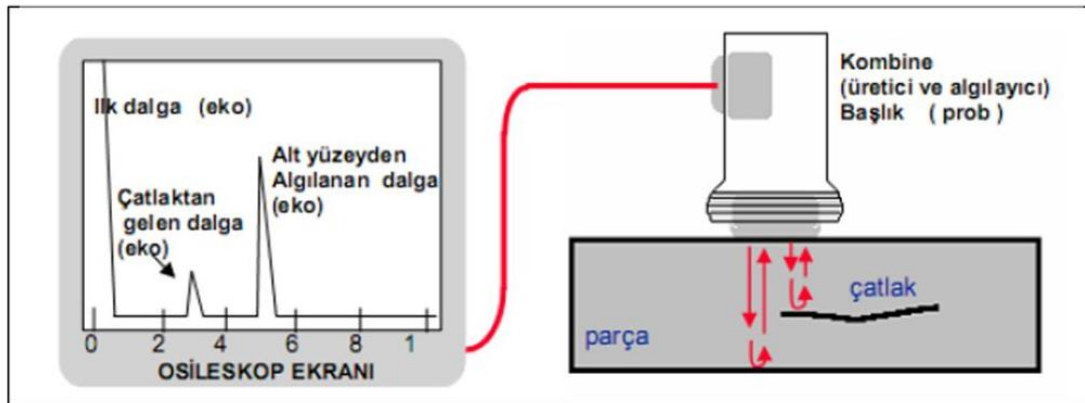 Ilk dalga (eko)
Çatlaktan
gelen dalga
(eko)
Alt yüzeyden
Algılanan dalga
(eko)
0 2 4 6 8 1
OSİLESKOP EKRANI
Kombine
(üretici ve algılayıcı)
Başlık ( prob )
çatlak
parça